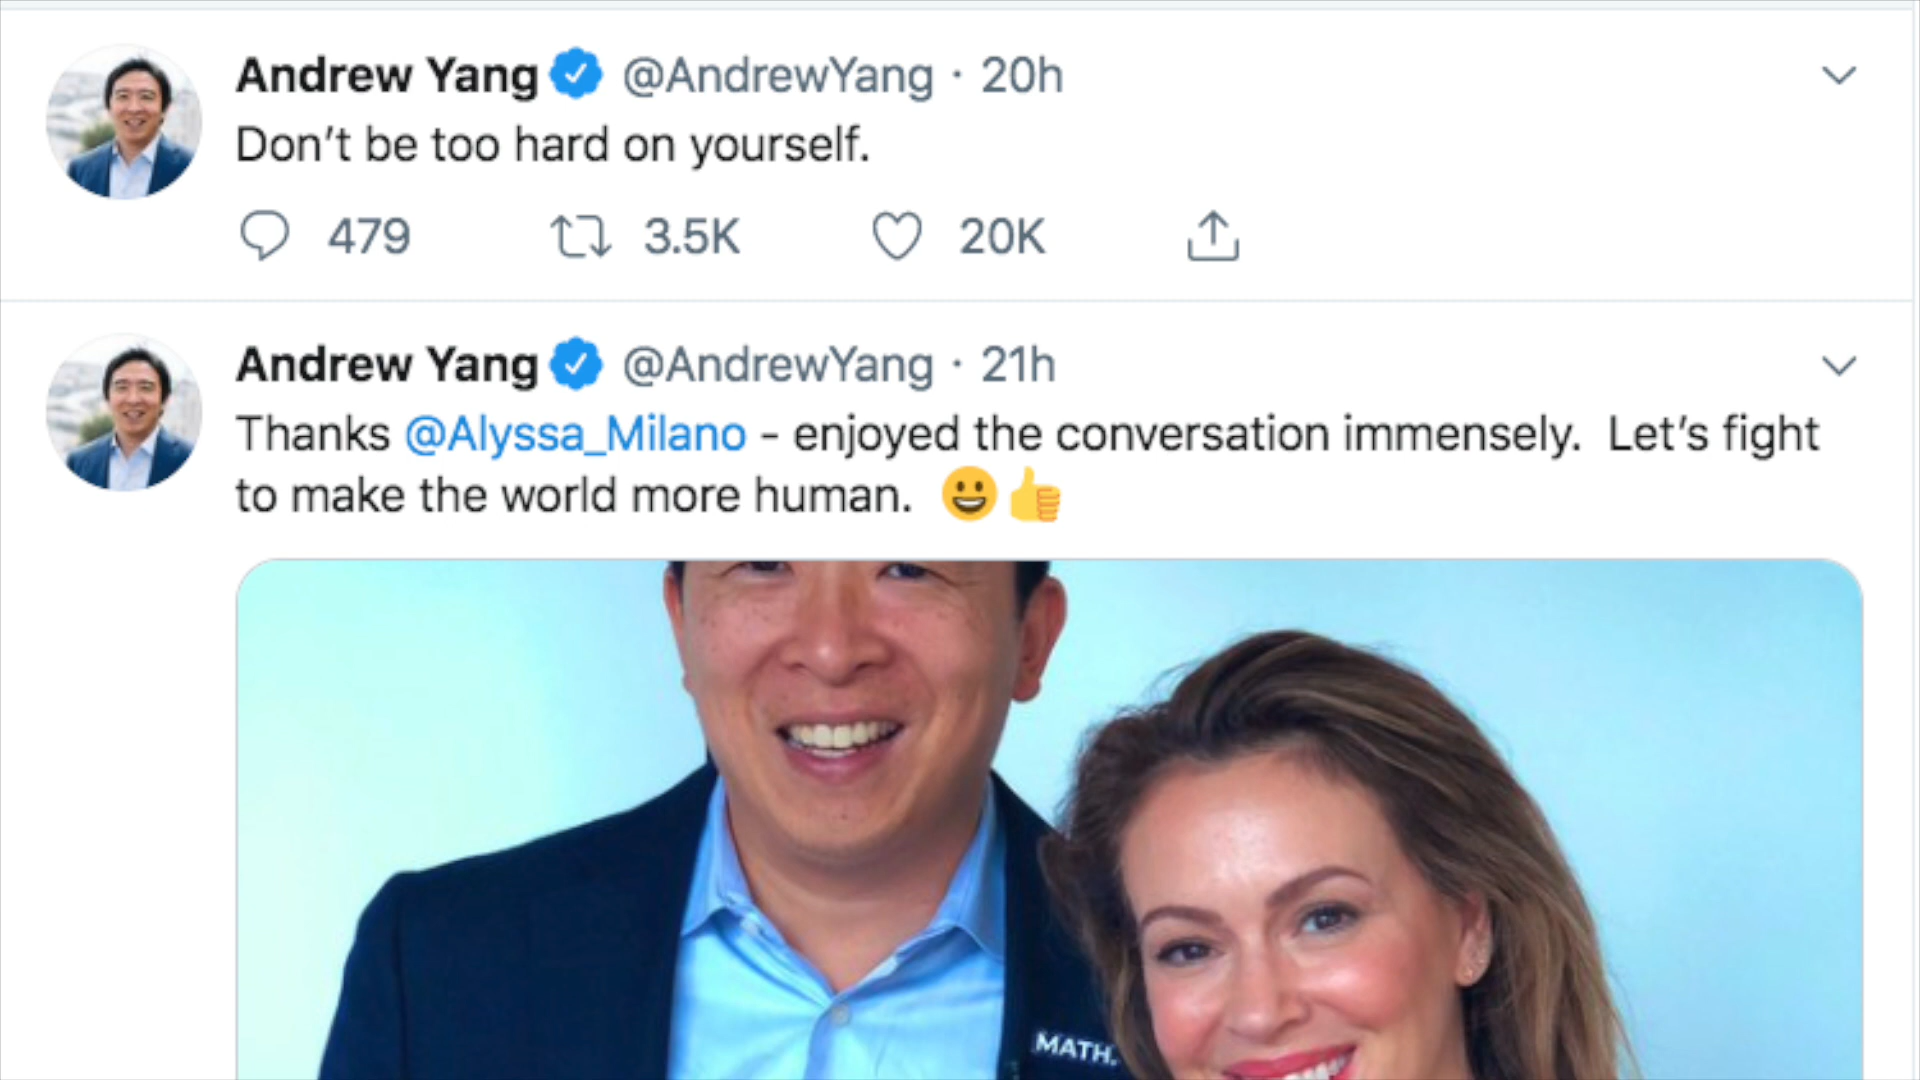 Andrew Yang @AndrewYang · 20h
Don’t be too hard on yourself.
479 3.5K 20K
Andrew Yang @AndrewYang · 21h
Thanks @Alyssa_Milano - enjoyed the conversation immensely. Let’s fight
to make the world more human. 😀👍
MATH.